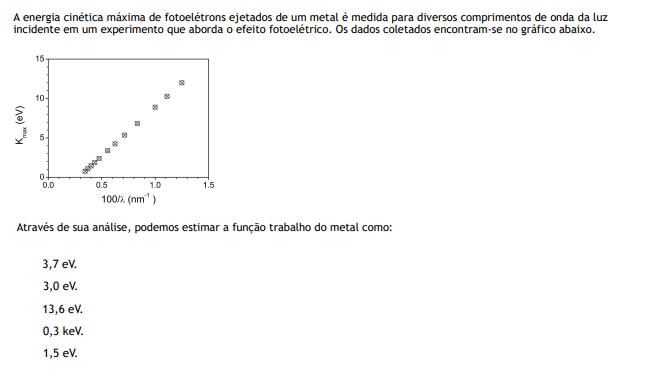 A energia cinética máxima de fotoelétrons ejetados de um metal é medida para diversos comprimentos de onda da luz
incidente em um experimento que aborda o efeito fotoelétrico. Os dados coletados encontram-se no gráfico abaixo.
15
10
5
0
K max (eV)
0.0 0.5 1.0 1.5
100/λ (nm⁻¹)
Através de sua análise, podemos estimar a função trabalho do metal como:
3,7 eV.
3,0 eV.
13,6 eV.
0,3 keV.
1,5 eV.